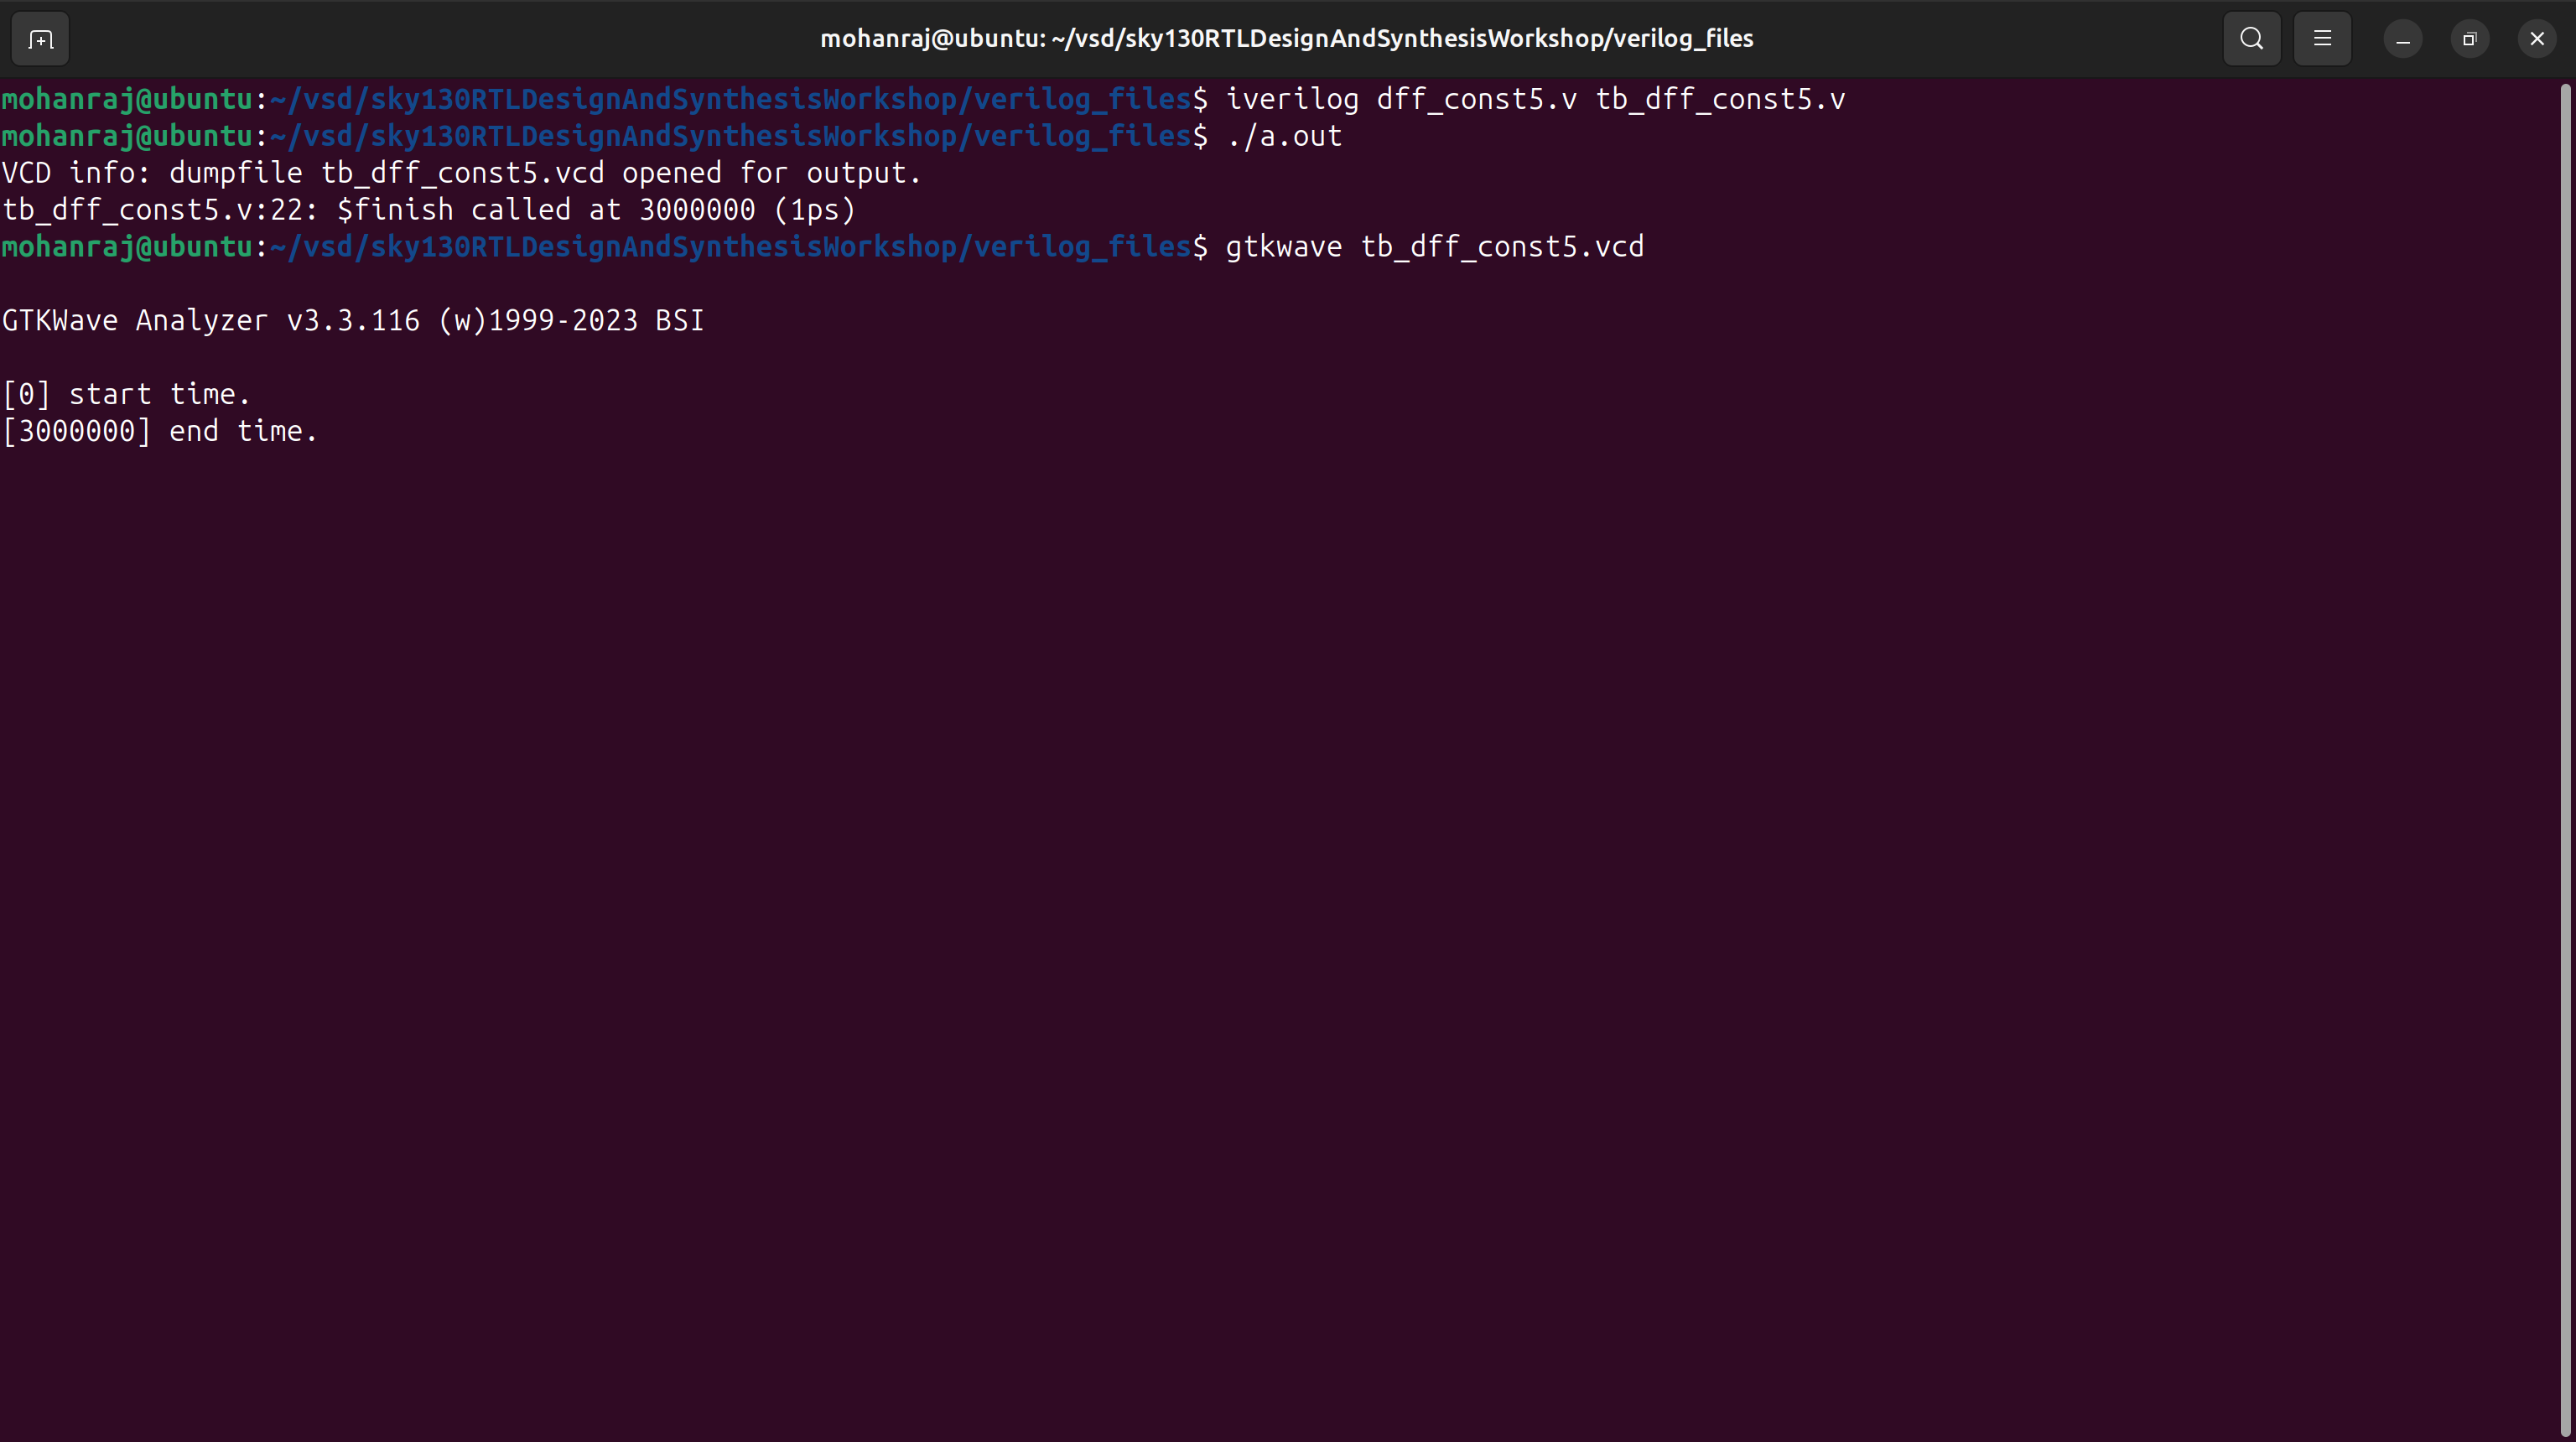 mohanraj@ubuntu: ~/vsd/sky130RTLDesignAndSynthesisWorkshop/verilog_files
mohanraj@ubuntu:~/vsd/sky130RTLDesignAndSynthesisWorkshop/verilog_files$ iverilog dff_const5.v tb_dff_const5.v
mohanraj@ubuntu:~/vsd/sky130RTLDesignAndSynthesisWorkshop/verilog_files$ ./a.out
VCD info: dumpfile tb_dff_const5.vcd opened for output.
tb_dff_const5.v:22: $finish called at 3000000 (1ps)
mohanraj@ubuntu:~/vsd/sky130RTLDesignAndSynthesisWorkshop/verilog_files$ gtkwave tb_dff_const5.vcd
GTKWave Analyzer v3.3.116 (w)1999-2023 BSI
[0] start time.
[3000000] end time.